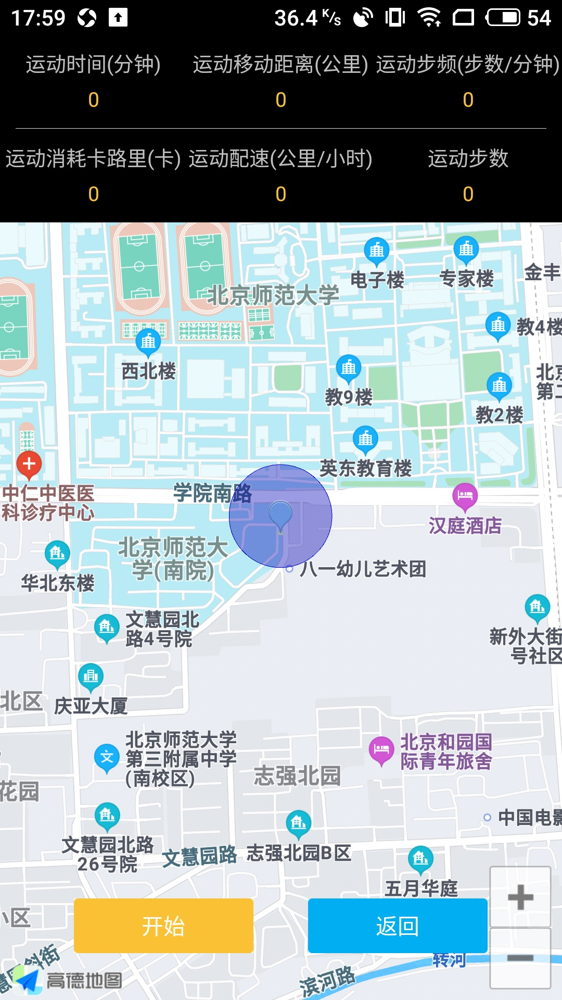 17:59
36.4 K/s
54
运动时间(分钟) 运动移动距离(公里) 运动步频(步数/分钟)
0 0 0
运动消耗卡路里(卡) 运动配速(公里/小时) 运动步数
0 0 0
电子楼
专家楼
金丰
北京师范大学
教4楼
西北楼
北京
第二
教9楼
教2楼
英东教育楼
学院南路
中仁中医医
科诊疗中心
汉庭酒店
北京师范大
学(南院)
八一幼儿艺术团
华北东楼
文慧园北
路4号院
新外大街
号社区
北区
庆亚大厦
北京师范大学
第三附属中学
(南校区)
北京和园国
际青年旅舍
志强北园
花园
中国电影
文慧园北路
26号院
文慧园路
志强北园B区
五月华庭
小区
开始
返回
转河
慧园斜街
高德地图
滨河路